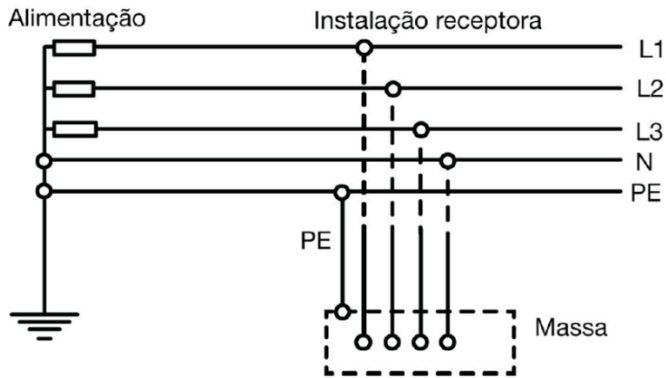 Alimentação
Instalação receptora
L1
L2
L3
N
PE
PE
Massa